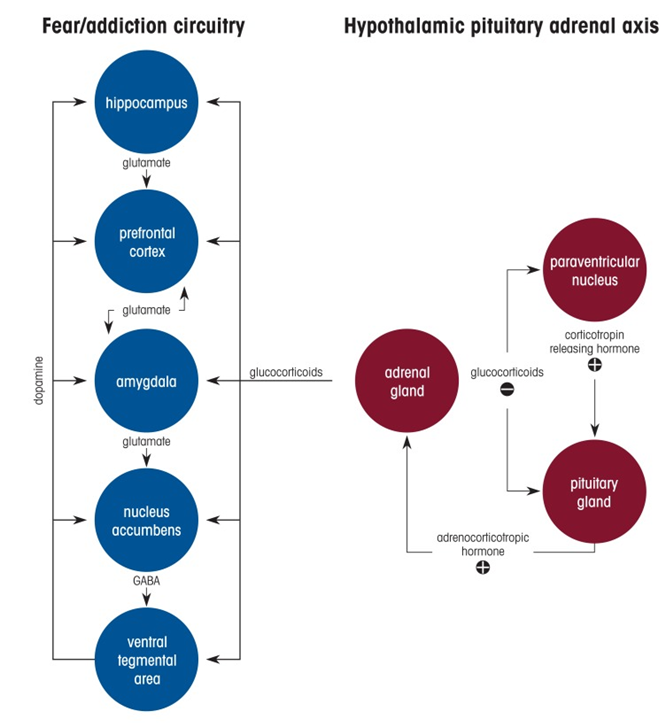 Fear/addiction circuitry
hippocampus
glutamate
prefrontal
cortex
glutamate
amygdala
glutamate
nucleus
accumbens
GABA
ventral
tegmental
area
dopamine
glucocorticoids
Hypothalamic pituitary adrenal axis
adrenal
gland
glucocorticoids
−
paraventricular
nucleus
corticotropin
releasing hormone
+
pituitary
gland
adrenocorticotropic
hormone
+